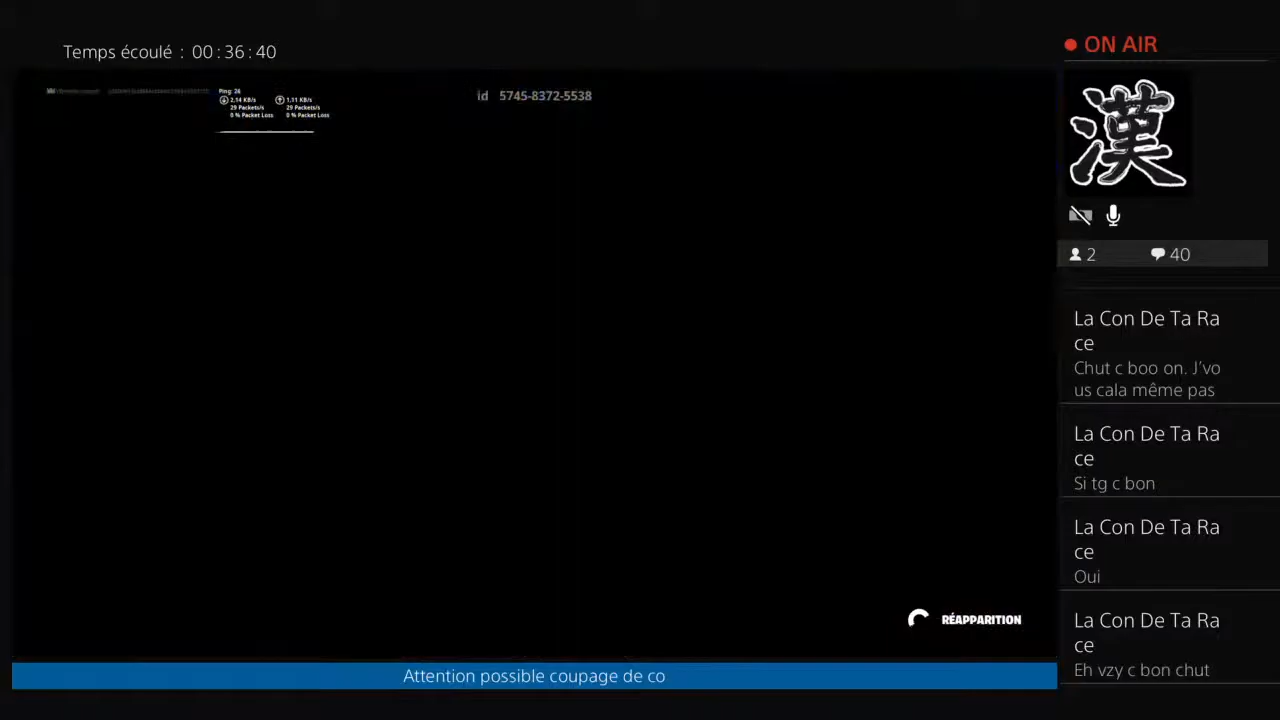 Temps écoulé : 00:36:40
ON AIR
Ping: 26
2,14 KB/s 1,11 KB/s
29 Packets/s 29 Packets/s
0 % Packet Loss 0 % Packet Loss
id 5745-8372-5538
漢
2 40
La Con De Ta Ra
ce
Chut c boo on. J’vo
us cala même pas
La Con De Ta Ra
ce
Si tg c bon
La Con De Ta Ra
ce
Oui
La Con De Ta Ra
ce
Eh vzy c bon chut
RÉAPPARITION
Attention possible coupage de co